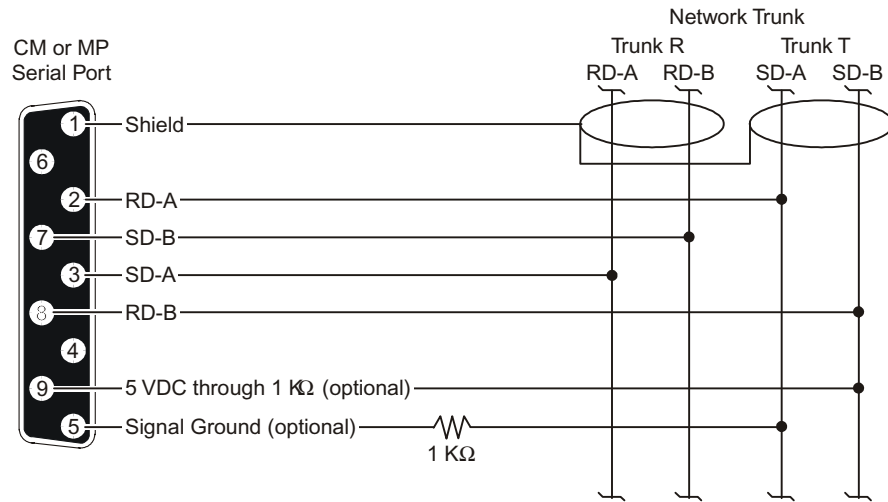 Network Trunk
CM or MP
Serial Port
Trunk R
Trunk T
RD-A
RD-B
SD-A
SD-B
1
Shield
6
2
RD-A
7
SD-B
3
SD-A
8
RD-B
4
9
5 VDC through 1 KΩ (optional)
5
Signal Ground (optional)
1 KΩ